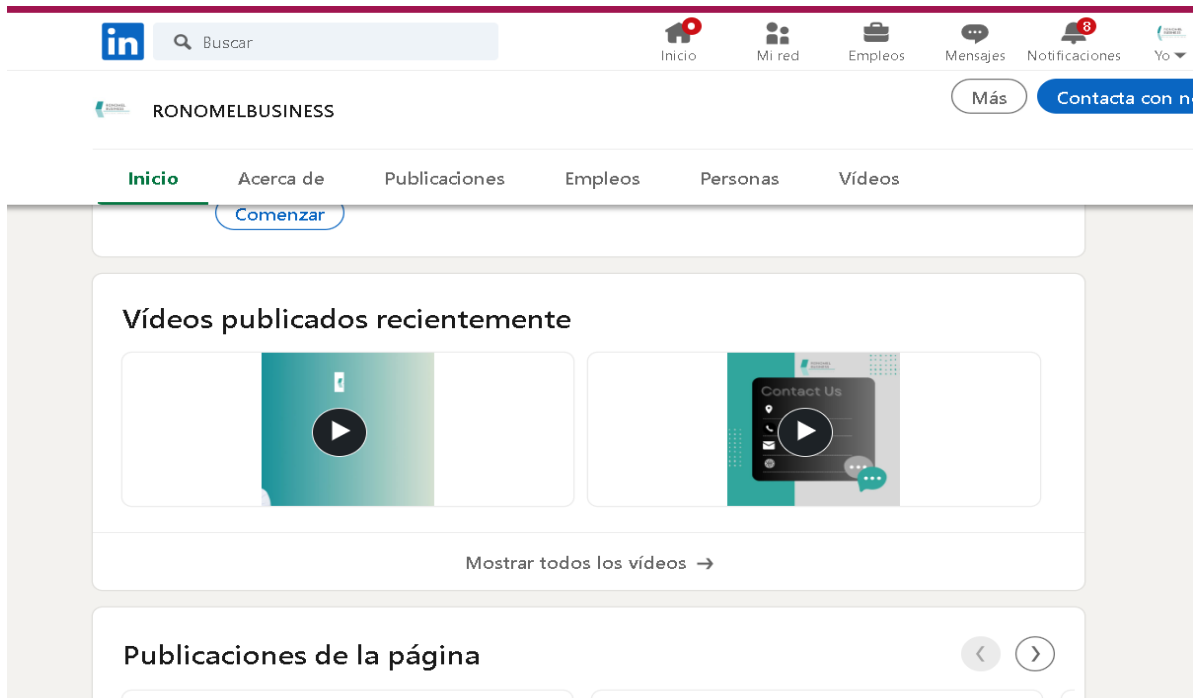 in Buscar
Inicio Mi red Empleos Mensajes 8 Notificaciones Yo
RONOMELBUSINESS Más Contacta con
Inicio Acerca de Publicaciones Empleos Personas Vídeos
Comenzar
Vídeos publicados recientemente
Contact Us
Mostrar todos los vídeos →
Publicaciones de la página